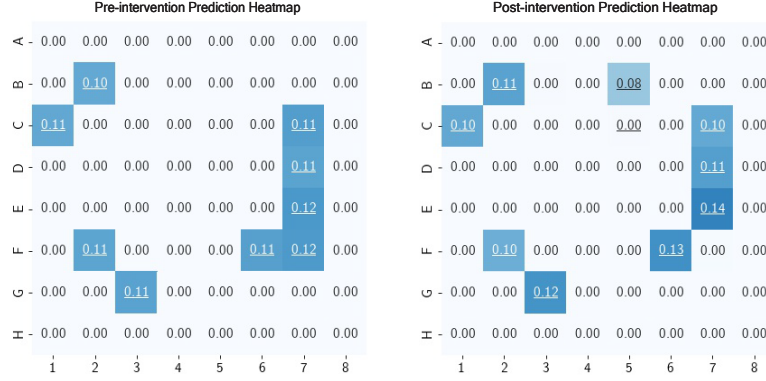 Pre-intervention Prediction Heatmap Post-intervention Prediction Heatmap
A 0.00 0.00 0.00 0.00 0.00 0.00 0.00 0.00 A 0.00 0.00 0.00 0.00 0.00 0.00 0.00 0.00
B 0.00 0.10 0.00 0.00 0.00 0.00 0.00 0.00 B 0.00 0.11 0.00 0.00 0.08 0.00 0.00 0.00
C 0.11 0.00 0.00 0.00 0.00 0.00 0.11 0.00 C 0.10 0.00 0.00 0.00 0.00 0.00 0.10 0.00
D 0.00 0.00 0.00 0.00 0.00 0.00 0.11 0.00 D 0.00 0.00 0.00 0.00 0.00 0.00 0.11 0.00
E 0.00 0.00 0.00 0.00 0.00 0.00 0.12 0.00 E 0.00 0.00 0.00 0.00 0.00 0.00 0.14 0.00
F 0.00 0.11 0.00 0.00 0.00 0.11 0.12 0.00 F 0.00 0.10 0.00 0.00 0.00 0.13 0.00 0.00
G 0.00 0.00 0.11 0.00 0.00 0.00 0.00 0.00 G 0.00 0.00 0.12 0.00 0.00 0.00 0.00 0.00
H 0.00 0.00 0.00 0.00 0.00 0.00 0.00 0.00 H 0.00 0.00 0.00 0.00 0.00 0.00 0.00 0.00
1 2 3 4 5 6 7 8 1 2 3 4 5 6 7 8